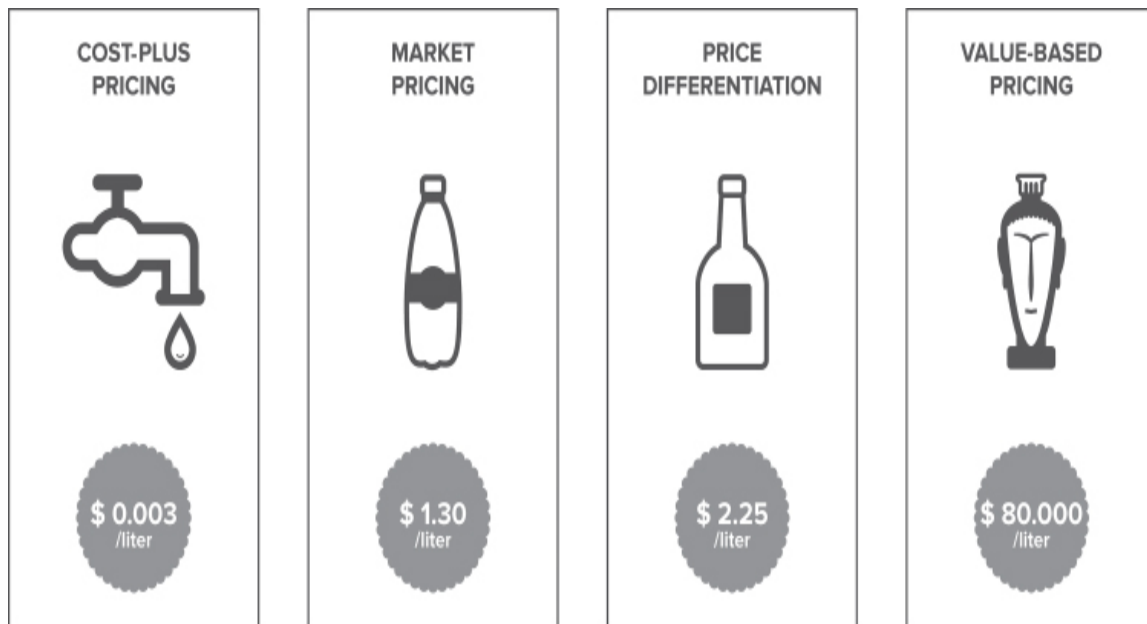 COST-PLUS
PRICING
$ 0.003
/liter
MARKET
PRICING
$ 1.30
/liter
PRICE
DIFFERENTIATION
$ 2.25
/liter
VALUE-BASED
PRICING
$ 80.000
/liter